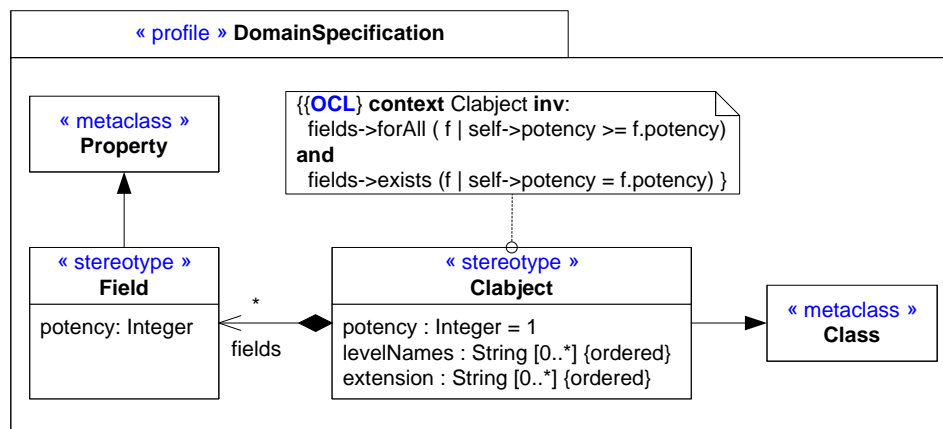 « profile » DomainSpecification
{{OCL} context Clabject inv:
fields->forAll ( f | self->potency >= f.potency)
and
fields->exists (f | self->potency = f.potency) }
« metaclass »
Property
« stereotype »
Field
potency: Integer
*
fields
« stereotype »
Clabject
potency : Integer = 1
levelNames : String [0..*] {ordered}
extension : String [0..*] {ordered}
« metaclass »
Class